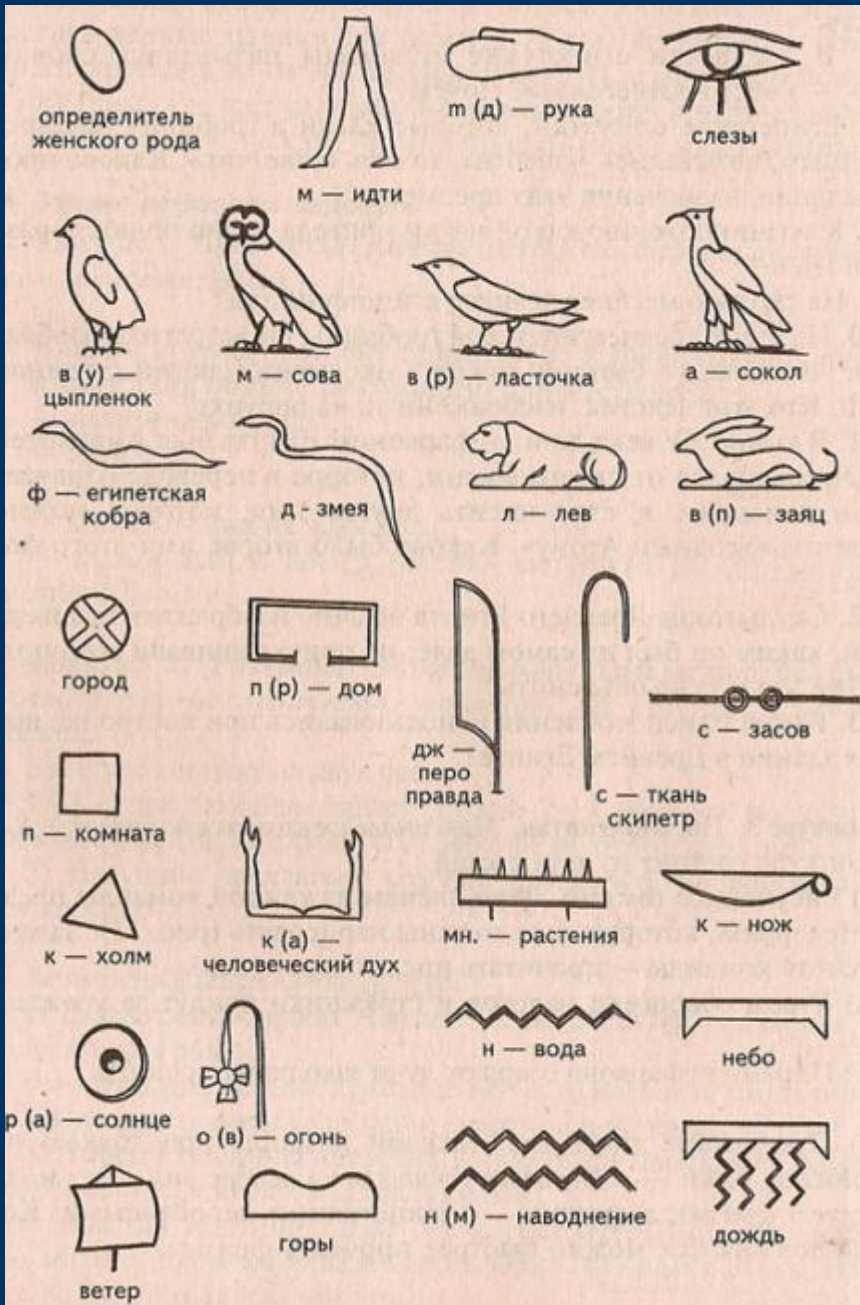 определитель
женского рода
м — идти
т (д) — рука
слезы
в (у) —
цыпленок
м — сова
в (р) — ласточка
а — сокол
ф — египетская
кобра
д - змея
л — лев
в (п) — заяц
город
п (р) — дом
дж —
перо
правда
с — ткань
скипетр
с — засов
п — комната
к — холм
к (а) —
человеческий дух
мн. — растения
к — нож
р (а) — солнце
о (в) — огонь
н — вода
небо
ветер
горы
н (м) — наводнение
дождь